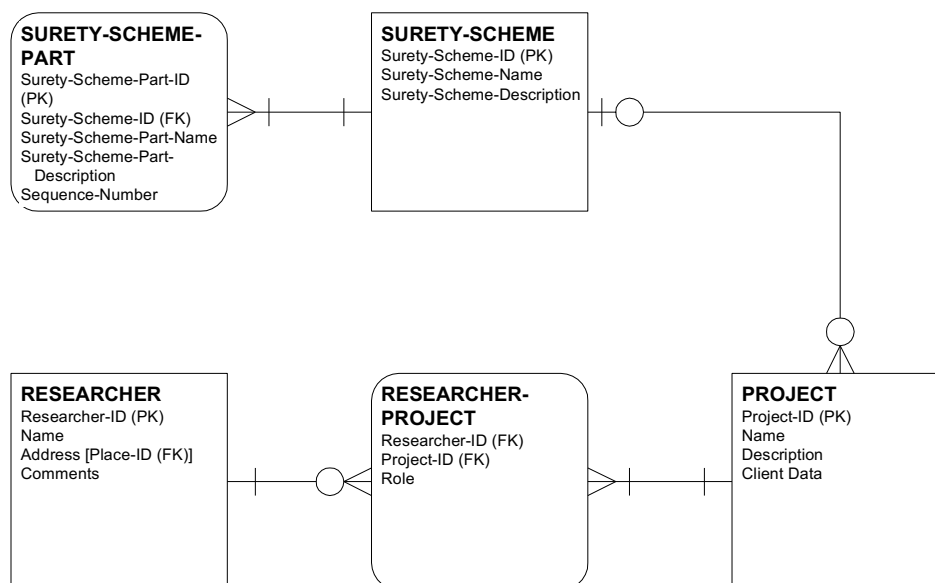 SURETY-SCHEME-
PART
Surety-Scheme-Part-ID
(PK)
Surety-Scheme-ID (FK)
Surety-Scheme-Part-Name
Surety-Scheme-Part-
Description
Sequence-Number
SURETY-SCHEME
Surety-Scheme-ID (PK)
Surety-Scheme-Name
Surety-Scheme-Description
RESEARCHER
Researcher-ID (PK)
Name
Address [Place-ID (FK)]
Comments
RESEARCHER-
PROJECT
Researcher-ID (FK)
Project-ID (FK)
Role
PROJECT
Project-ID (PK)
Name
Description
Client Data